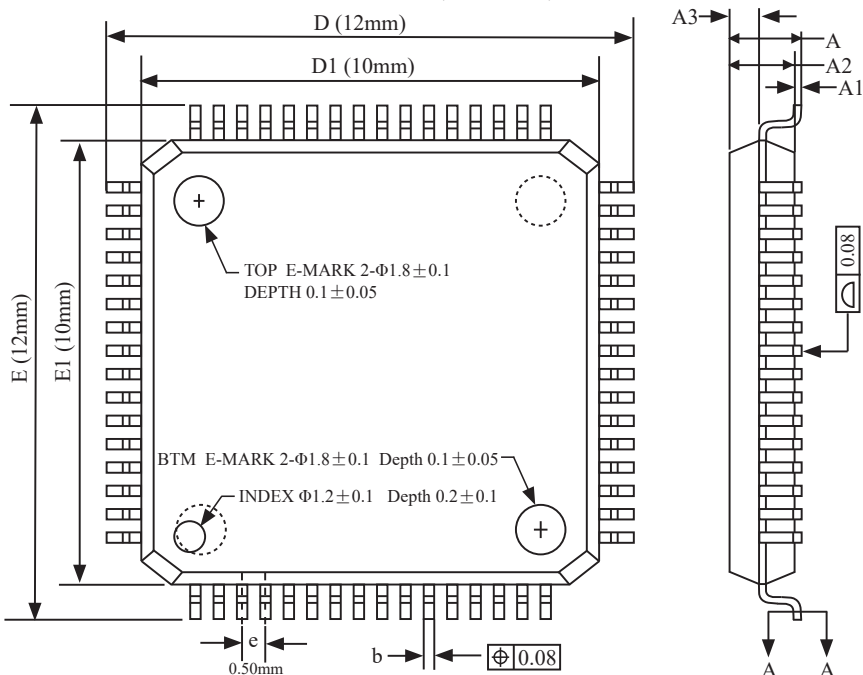 D (12mm)
D1 (10mm)
A3
A
A2
A1
E (12mm)
E1 (10mm)
TOP E-MARK 2-Φ1.8±0.1
DEPTH 0.1±0.05
0.08
BTM E-MARK 2-Φ1.8±0.1 Depth 0.1±0.05
INDEX Φ1.2±0.1 Depth 0.2±0.1
e
0.50mm
b
⌖ 0.08
A A